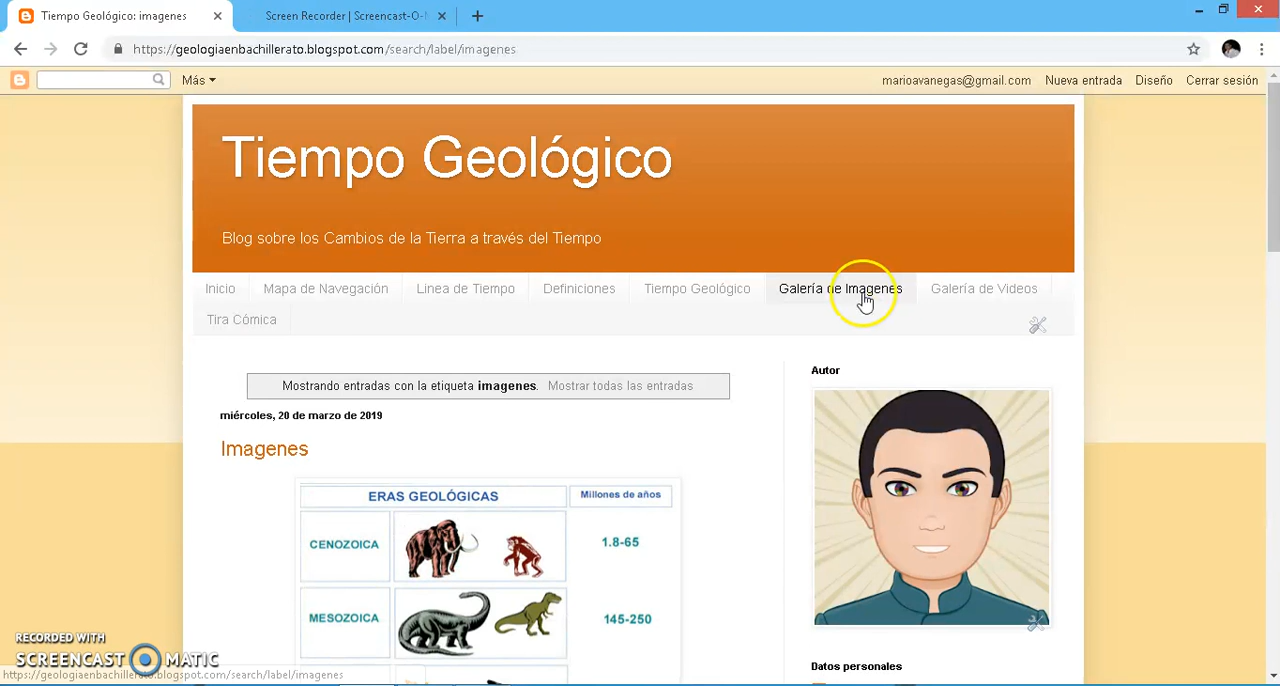 Tiempo Geológico: imagenes
Screen Recorder | Screencast-O-
https://geologiaenbachillerato.blogspot.com/search/label/imagenes
Más
marioavanegas@gmail.com Nueva entrada Diseño Cerrar sesión
Tiempo Geológico
Blog sobre los Cambios de la Tierra a través del Tiempo
Inicio Mapa de Navegación Linea de Tiempo Definiciones Tiempo Geológico Galería de Imagenes Galería de Videos
Tira Cómica
Mostrando entradas con la etiqueta imagenes. Mostrar todas las entradas
miércoles, 20 de marzo de 2019
Imagenes
ERAS GEOLÓGICAS Millones de años
CENOZOICA 1.8-65
MESOZOICA 145-250
Autor
Datos personales
RECORDED WITH
SCREENCAST MATIC
https://geologiaenbachillerato.blogspot.com/search/label/imagenes